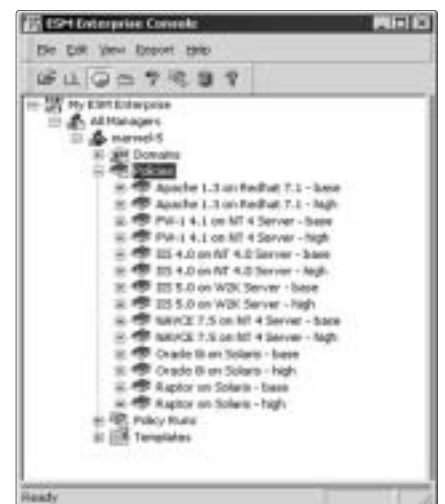 ESM Enterprise Console
File Edit View Report Help
My ESM Enterprise
All Managers
Domains
Policies
Apache 1.3 on Redhat 7.1 - base
Apache 1.3 on Redhat 7.1 - high
FW-1 4.1 on NT 4 Server - base
FW-1 4.1 on NT 4 Server - high
IIS 4.0 on NT 4.0 Server - base
IIS 4.0 on NT 4.0 Server - high
IIS 5.0 on W2K Server - base
IIS 5.0 on W2K Server - high
NAVCE 7.5 on NT 4 Server - base
NAVCE 7.5 on NT 4 Server - high
Oracle 8i on Solaris - base
Oracle 8i on Solaris - high
Raptor on Solaris - base
Raptor on Solaris - high
Policy Runs
Templates
Ready